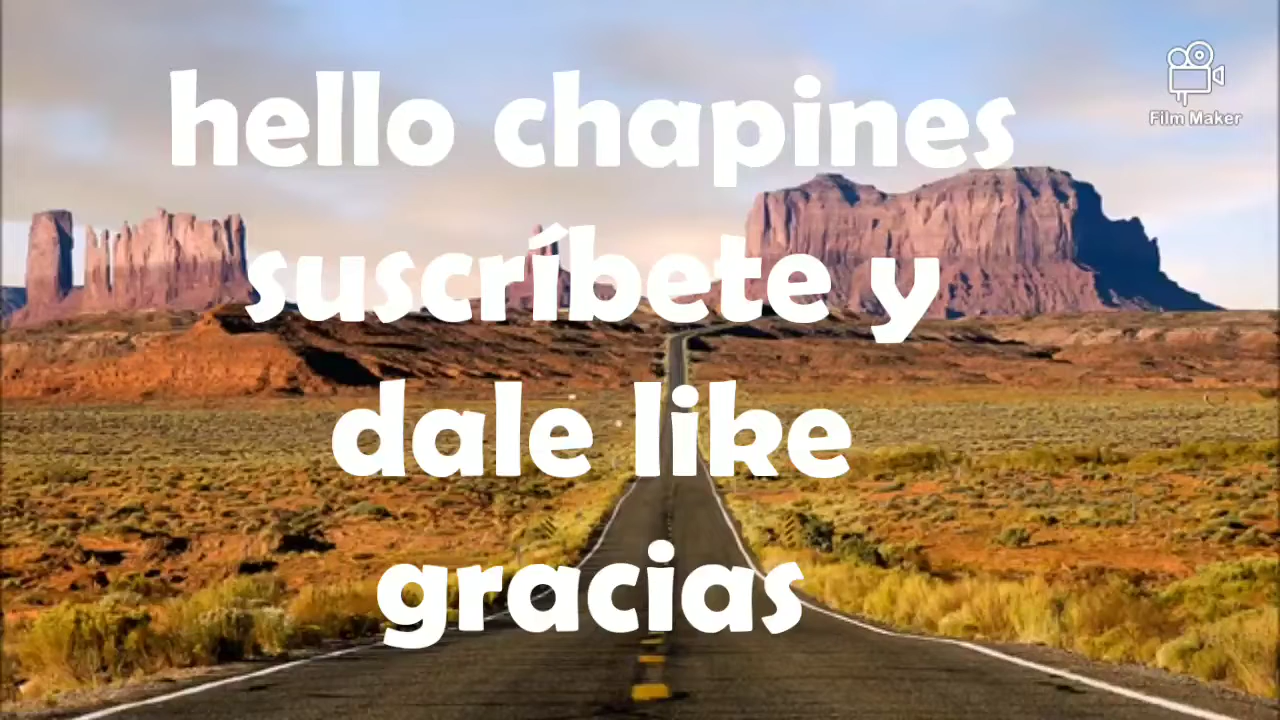 hello chapines
suscríbete y
dale like
gracias
Film Maker